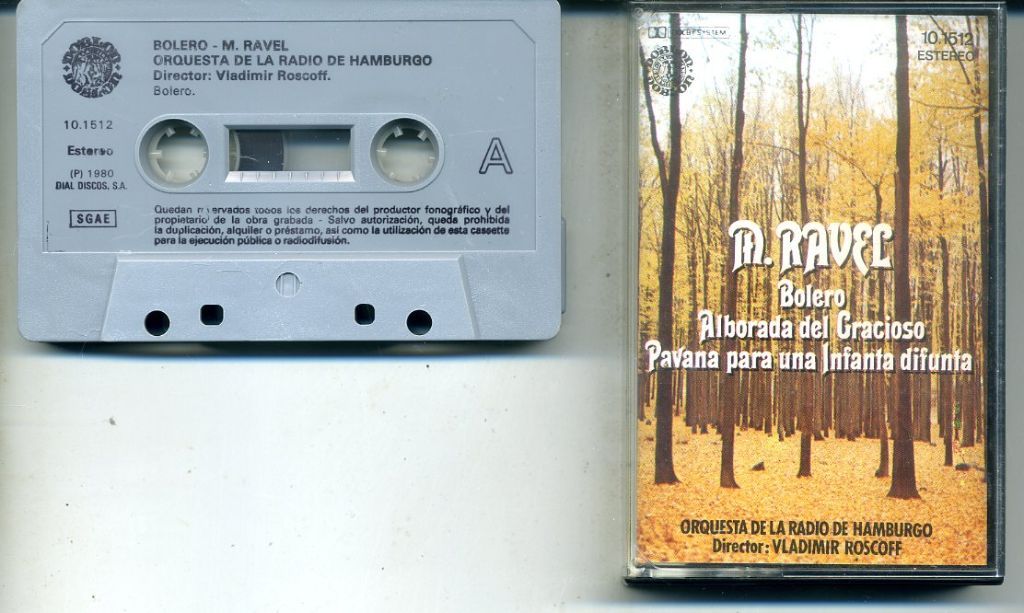 BOLERO - M. RAVEL
ORQUESTA DE LA RADIO DE HAMBURGO
Director: Vladimir Roscoff.
Bolero.
10.1512
Estereo
(P) 1980
DIAL DISCOS, S.A.
SGAE
A
Quedan reservados todos los derechos del productor fonográfico y del
propietario de la obra grabada - Salvo autorización, queda prohibida
la duplicación, alquiler o préstamo, así como la utilización de esta cassette
para la ejecución pública o radiodifusión.
DOLBY SYSTEM
10.1512
ESTEREO
M. RAVEL
Bolero
Alborada del Gracioso
Pavana para una Infanta difunta
ORQUESTA DE LA RADIO DE HAMBURGO
Director: VLADIMIR ROSCOFF